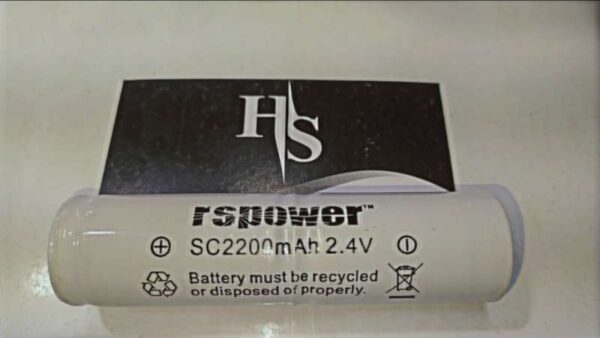 HS
rspower™
⊕ SC2200mAh 2.4V ⊖
Battery must be recycled
or disposed of properly.